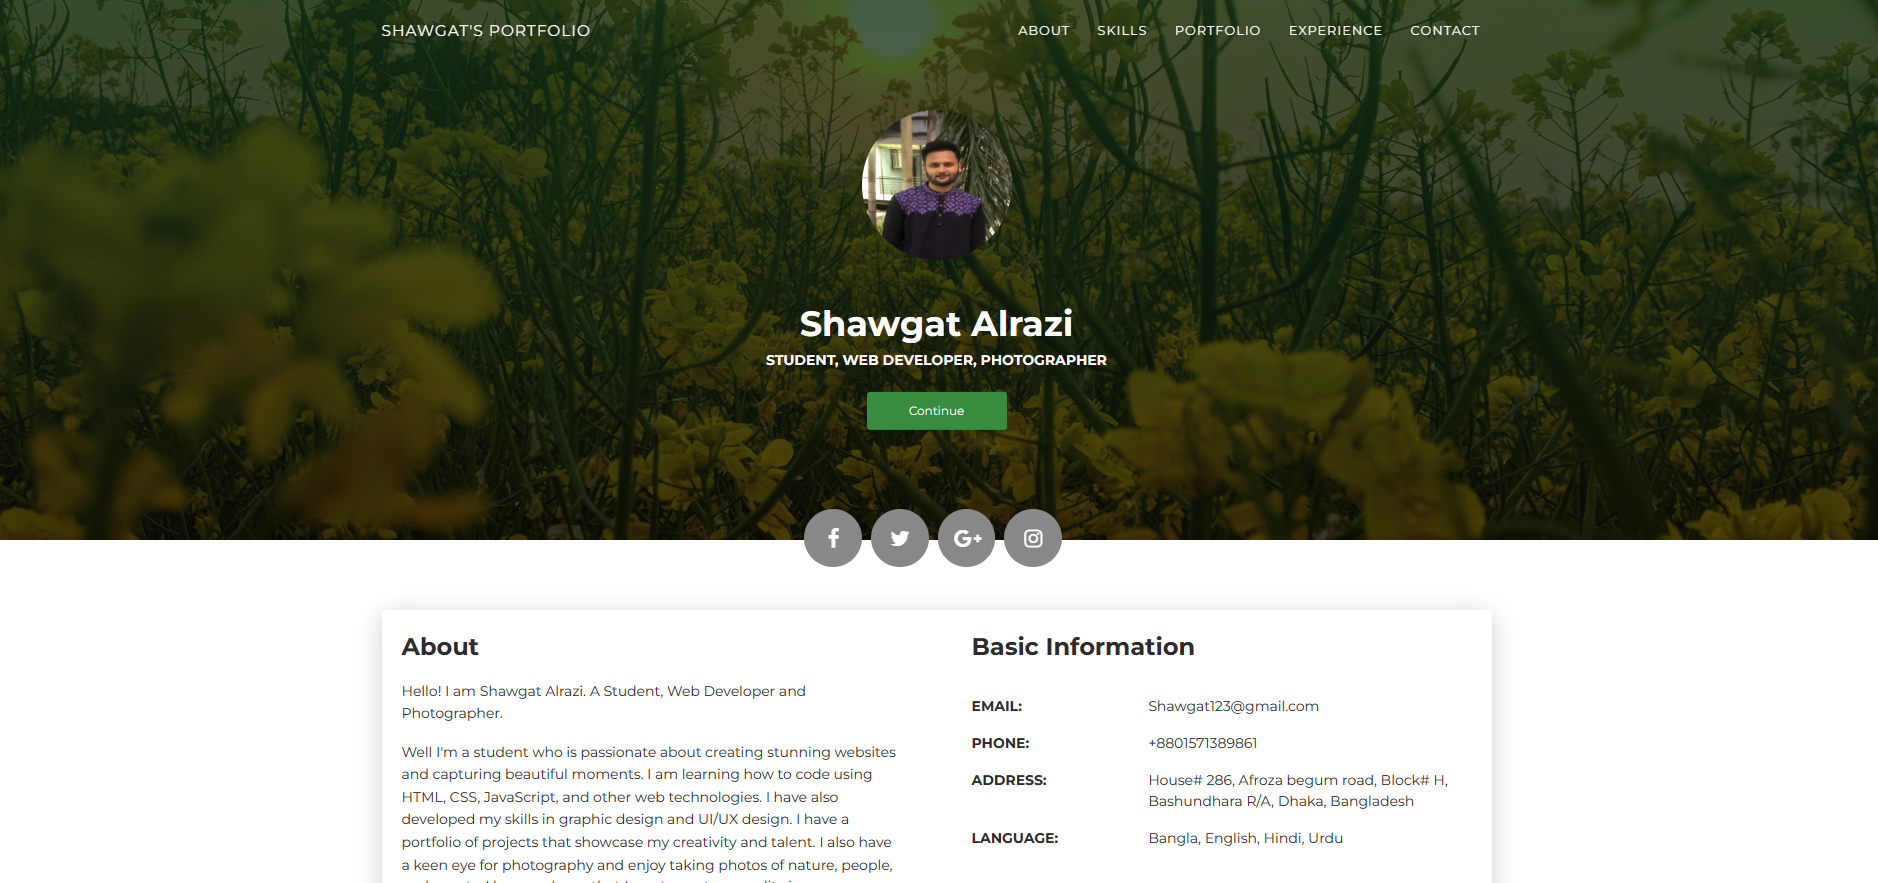 SHAWGAT'S PORTFOLIO
ABOUT SKILLS PORTFOLIO EXPERIENCE CONTACT
Shawgat Alrazi
STUDENT, WEB DEVELOPER, PHOTOGRAPHER
Continue
About
Hello! I am Shawgat Alrazi. A Student, Web Developer and
Photographer.
Well I'm a student who is passionate about creating stunning websites
and capturing beautiful moments. I am learning how to code using
HTML, CSS, JavaScript, and other web technologies. I have also
developed my skills in graphic design and UI/UX design. I have a
portfolio of projects that showcase my creativity and talent. I also have
a keen eye for photography and enjoy taking photos of nature, people,
Basic Information
EMAIL: Shawgat123@gmail.com
PHONE: +8801571389861
ADDRESS: House# 286, Afroza begum road, Block# H,
Bashundhara R/A, Dhaka, Bangladesh
LANGUAGE: Bangla, English, Hindi, Urdu